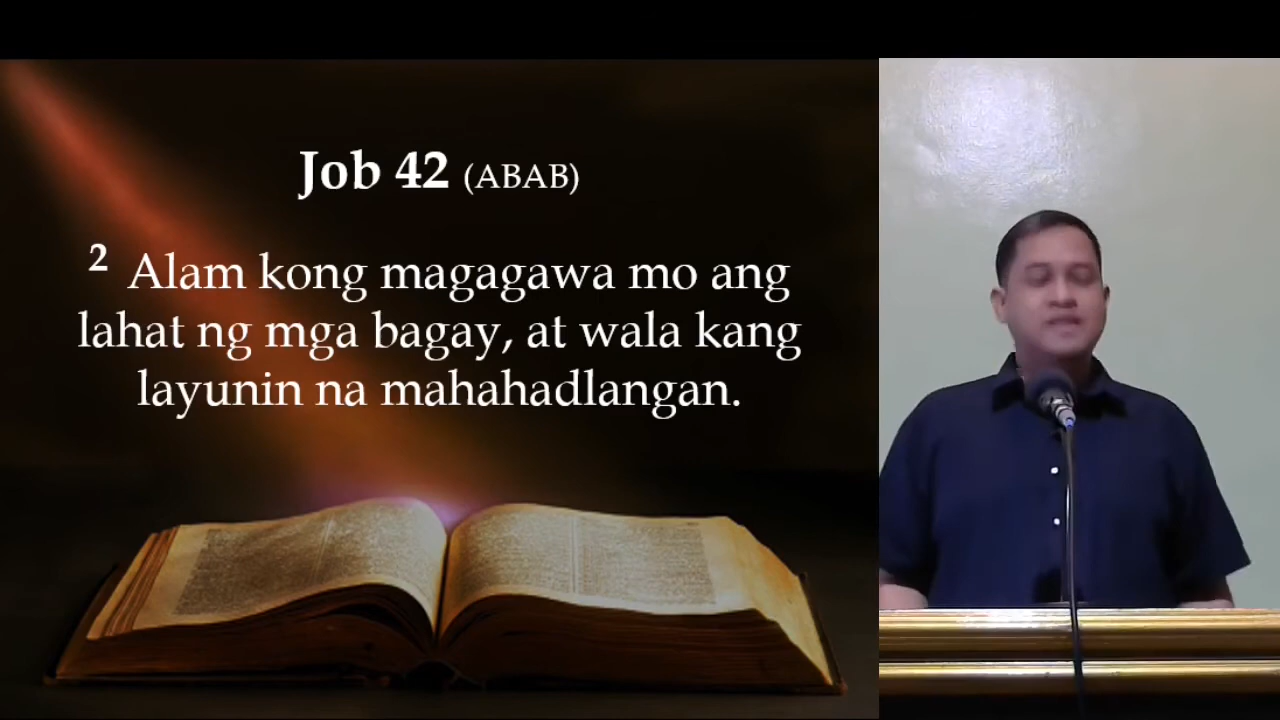 Job 42 (ABAB)
2 Alam kong magagawa mo ang
lahat ng mga bagay, at wala kang
layunin na mahahadlangan.